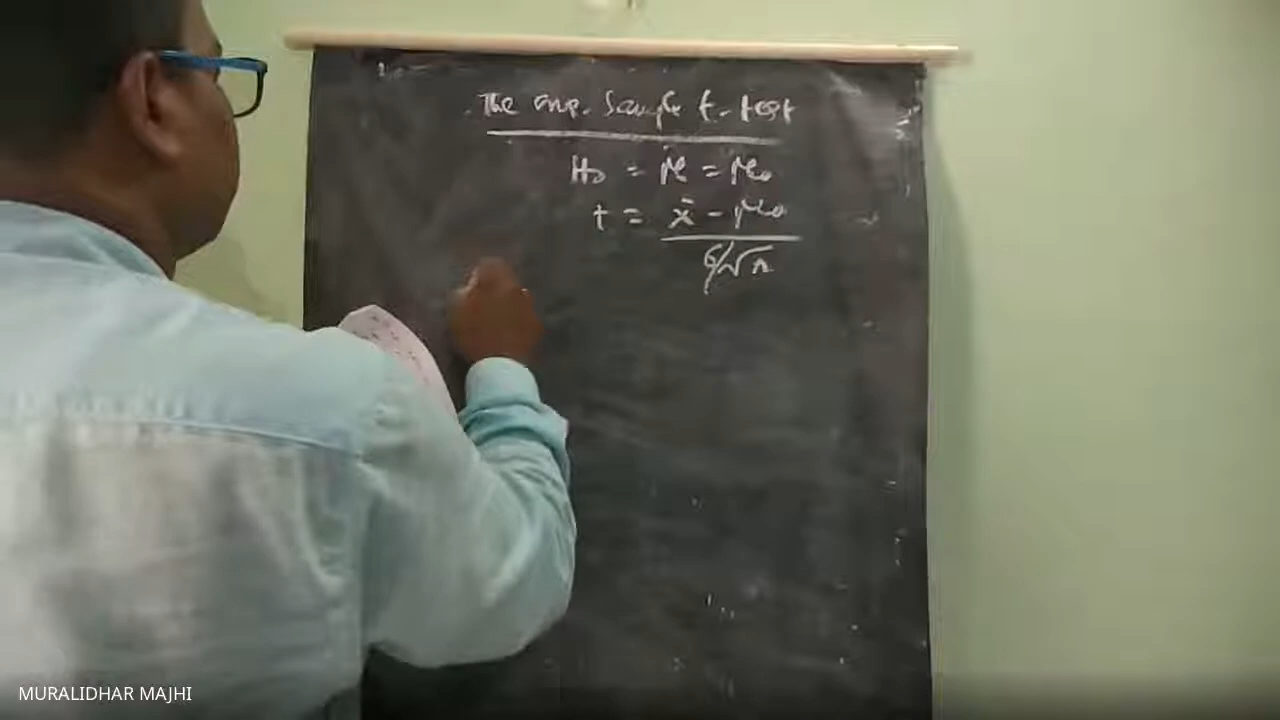 The one. Sample t-test
H₀ = μ = μ₀
t = x̄ - μ₀
σ/√n
MURALIDHAR MAJHI